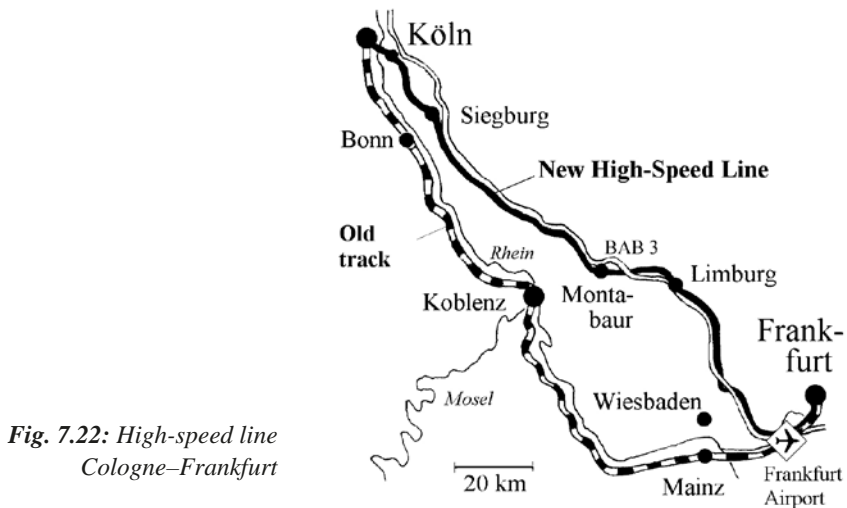 Köln
Siegburg
Bonn
New High-Speed Line
Old
track
Rhein
BAB 3
Limburg
Koblenz
Monta-
baur
Frank-
furt
Mosel
Wiesbaden
Fig. 7.22: High-speed line
Cologne–Frankfurt
20 km
Mainz
Frankfurt
Airport